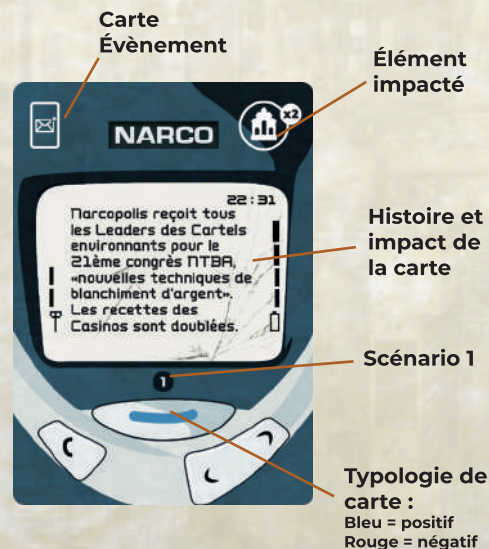 Carte
Évènement
Élément
impacté
x2
NARCO
22:31
Narcopolis reçoit tous
les Leaders des Cartels
environnants pour le
21ème congrès NTBA,
«nouvelles techniques de
blanchiment d'argent».
Les recettes des
Casinos sont doublées.
Histoire et
impact de
la carte
1
Scénario 1
Typologie de
carte :
Bleu = positif
Rouge = négatif